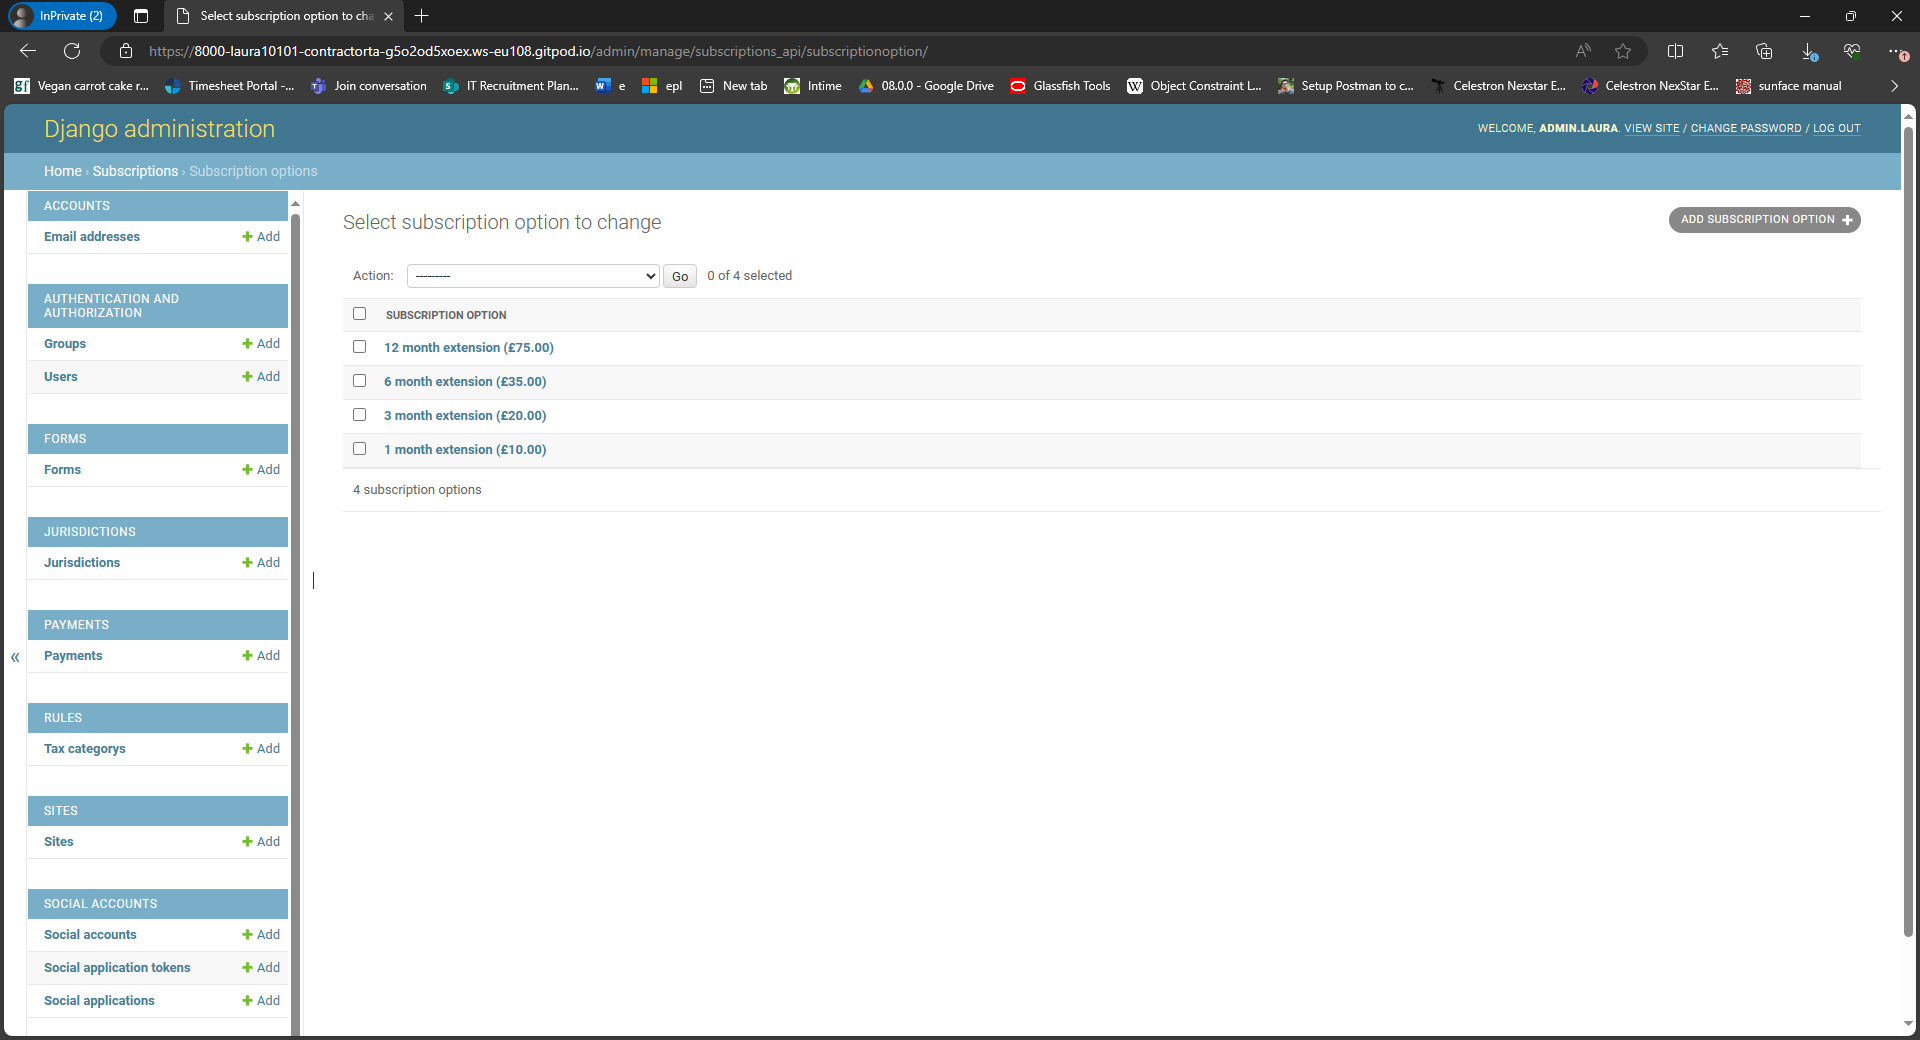 InPrivate (2)
Select subscription option to cha
https://8000-laura10101-contractorta-g5o2od5xoex.ws-eu108.gitpod.io/admin/manage/subscriptions_api/subscriptionoption/
Vegan carrot cake r... Timesheet Portal -... Join conversation IT Recruitment Plan... e epl New tab Intime 08.0.0 - Google Drive Glassfish Tools Object Constraint L... Setup Postman to c... Celestron Nexstar E... Celestron NexStar E... sunface manual
Django administration
WELCOME, ADMIN.LAURA. VIEW SITE / CHANGE PASSWORD / LOG OUT
Home › Subscriptions › Subscription options
ACCOUNTS
Email addresses + Add
AUTHENTICATION AND
AUTHORIZATION
Groups + Add
Users + Add
FORMS
Forms + Add
JURISDICTIONS
Jurisdictions + Add
PAYMENTS
«
Payments + Add
RULES
Tax categorys + Add
SITES
Sites + Add
SOCIAL ACCOUNTS
Social accounts + Add
Social application tokens + Add
Social applications + Add
Select subscription option to change
ADD SUBSCRIPTION OPTION +
Action: --------- Go 0 of 4 selected
SUBSCRIPTION OPTION
12 month extension (£75.00)
6 month extension (£35.00)
3 month extension (£20.00)
1 month extension (£10.00)
4 subscription options